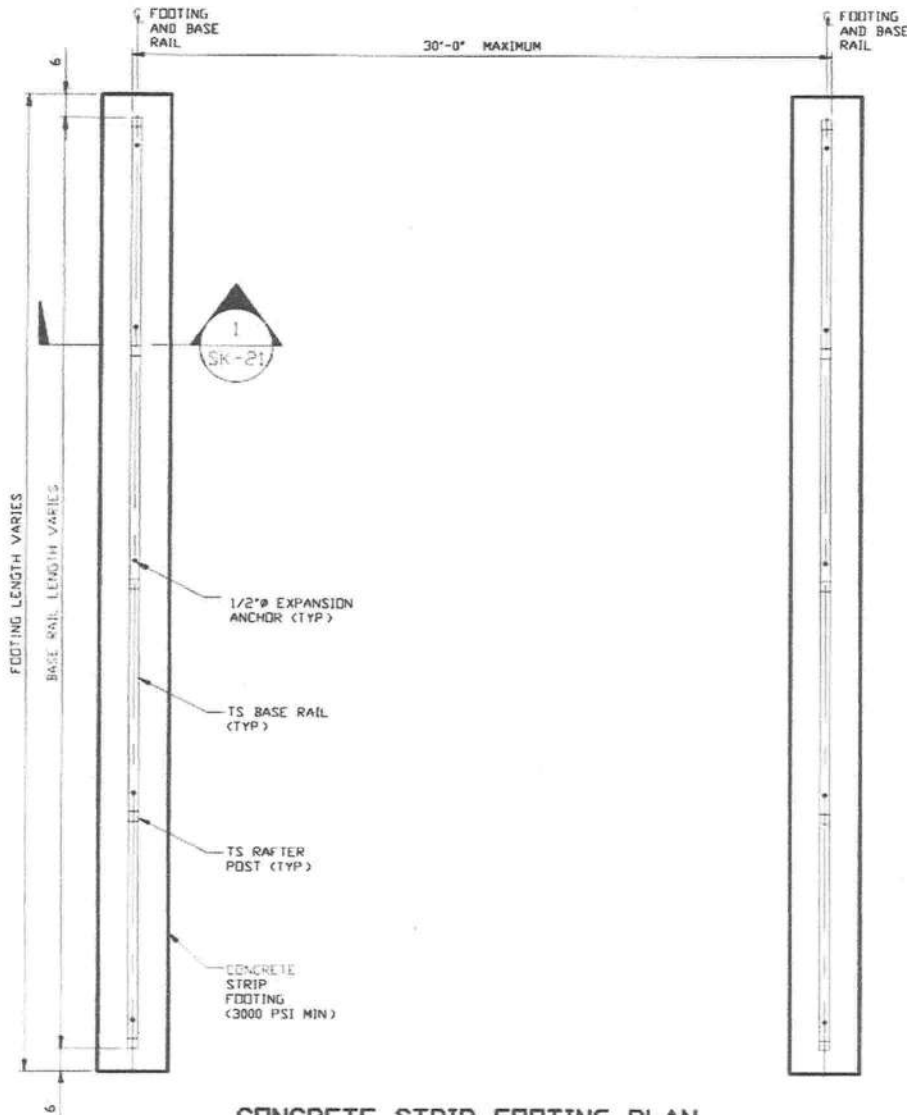 ℄ FOOTING
AND BASE
RAIL
30'-0" MAXIMUM
℄ FOOTING
AND BASE
RAIL
6
1
SK-21
FOOTING LENGTH VARIES
BASE RAIL LENGTH VARIES
1/2"ø EXPANSION
ANCHOR (TYP)
TS BASE RAIL
(TYP)
TS RAFTER
POST (TYP)
CONCRETE
STRIP
FOOTING
(3000 PSI MIN)
6
CONCRETE STRIP FOOTING PLAN